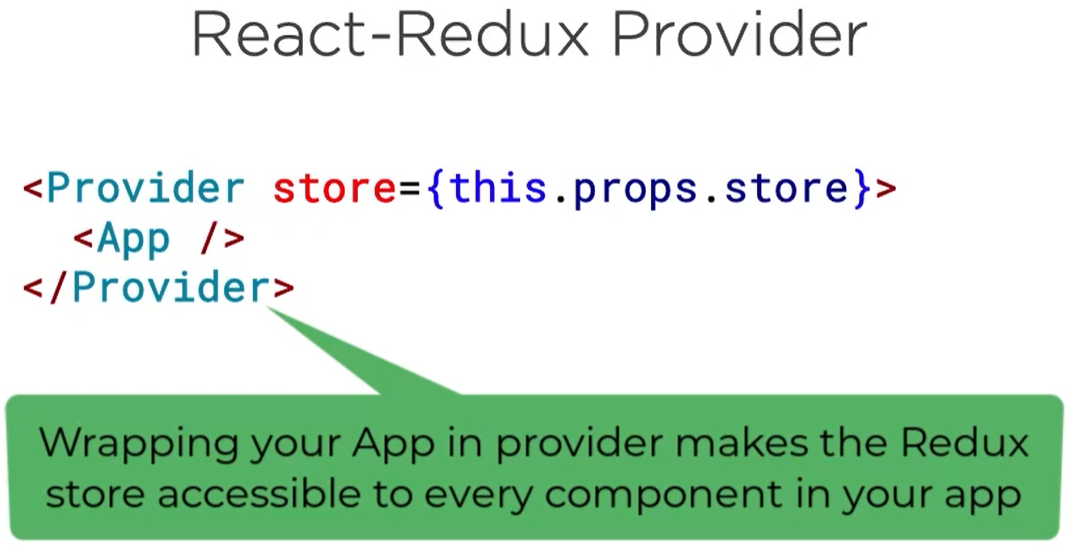 React-Redux Provider
<Provider store={this.props.store}>
<App />
</Provider>
Wrapping your App in provider makes the Redux
store accessible to every component in your app